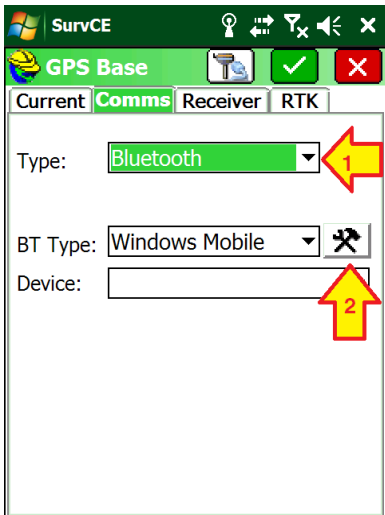 SurvCE
GPS Base
Current Comms Receiver RTK
Type: Bluetooth
1
BT Type: Windows Mobile
Device:
2